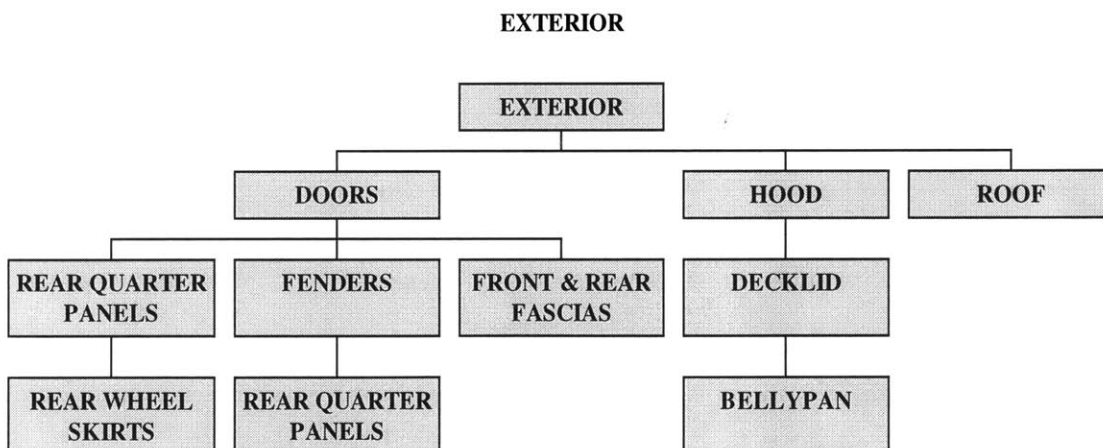 EXTERIOR
EXTERIOR
DOORS
HOOD
ROOF
REAR QUARTER
PANELS
FENDERS
FRONT & REAR
FASCIAS
DECKLID
REAR WHEEL
SKIRTS
REAR QUARTER
PANELS
BELLYPAN